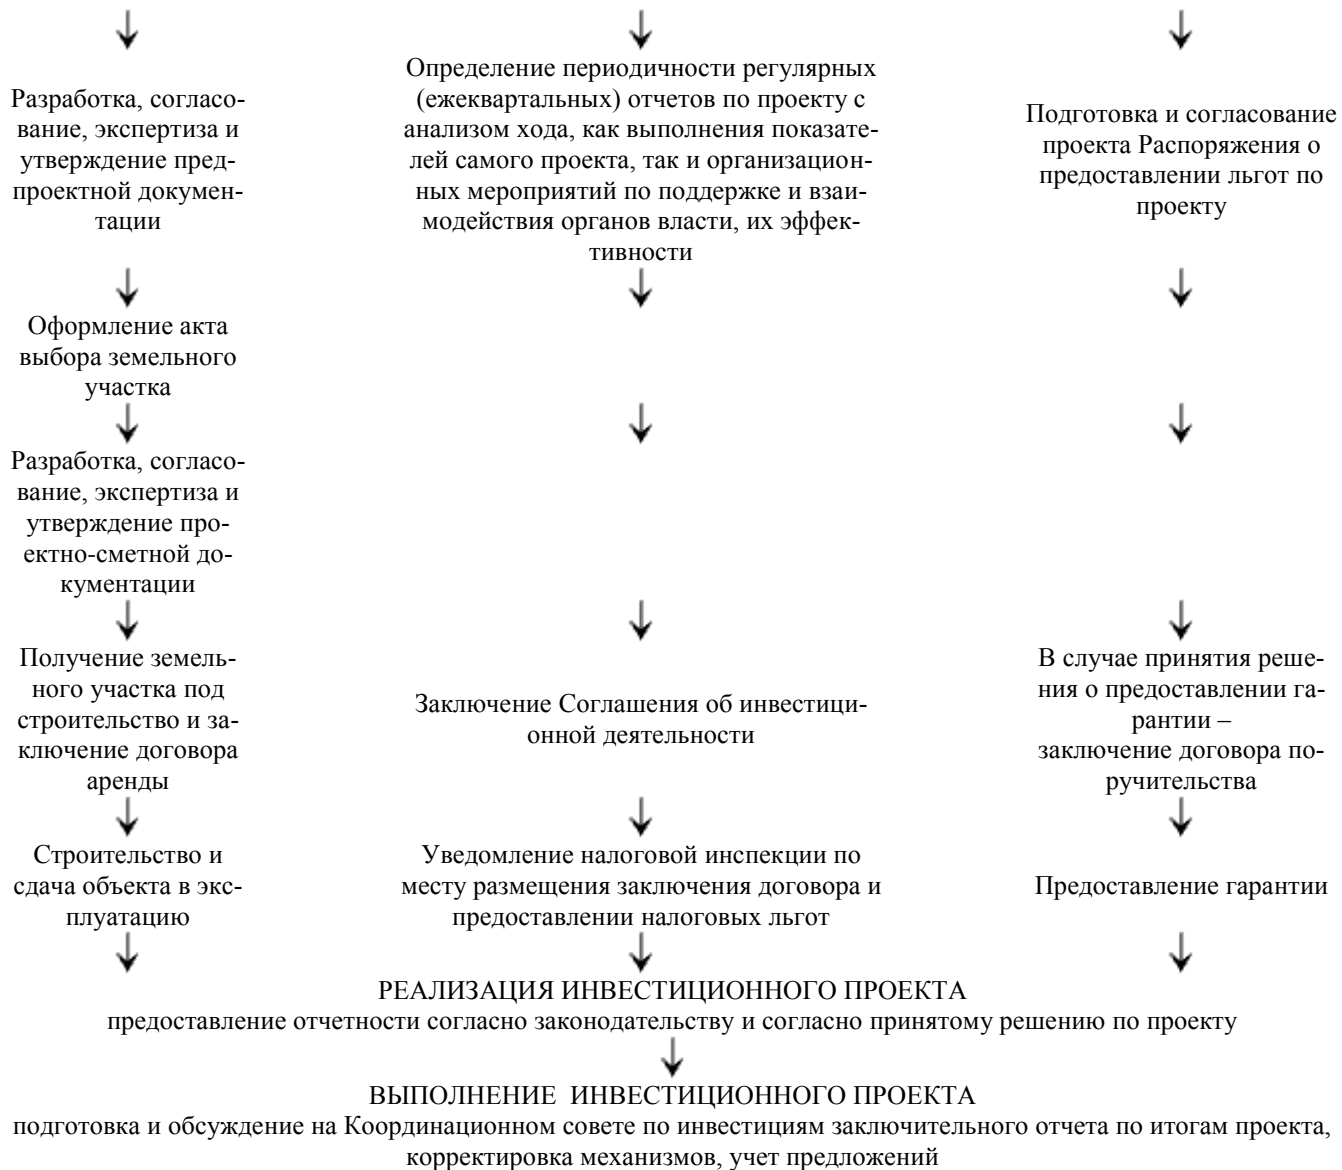 Разработка, согласо-
вание, экспертиза и
утверждение пред-
проектной докумен-
тации
Определение периодичности регулярных
(ежеквартальных) отчетов по проекту с
анализом хода, как выполнения показате-
лей самого проекта, так и организацион-
ных мероприятий по поддержке и взаи-
модействия органов власти, их эффек-
тивности
Подготовка и согласование
проекта Распоряжения о
предоставлении льгот по
проекту
Оформление акта
выбора земельного
участка
Разработка, согласо-
вание, экспертиза и
утверждение про-
ектно-сметной до-
кументации
Получение земель-
ного участка под
строительство и за-
ключение договора
аренды
Заключение Соглашения об инвестици-
онной деятельности
В случае принятия реше-
ния о предоставлении га-
рантии –
заключение договора по-
ручительства
Строительство и
сдача объекта в экс-
плуатацию
Уведомление налоговой инспекции по
месту размещения заключения договора и
предоставлении налоговых льгот
Предоставление гарантии
РЕАЛИЗАЦИЯ ИНВЕСТИЦИОННОГО ПРОЕКТА
предоставление отчетности согласно законодательству и согласно принятому решению по проекту
ВЫПОЛНЕНИЕ  ИНВЕСТИЦИОННОГО ПРОЕКТА
подготовка и обсуждение на Координационном совете по инвестициям заключительного отчета по итогам проекта,
корректировка механизмов, учет предложений